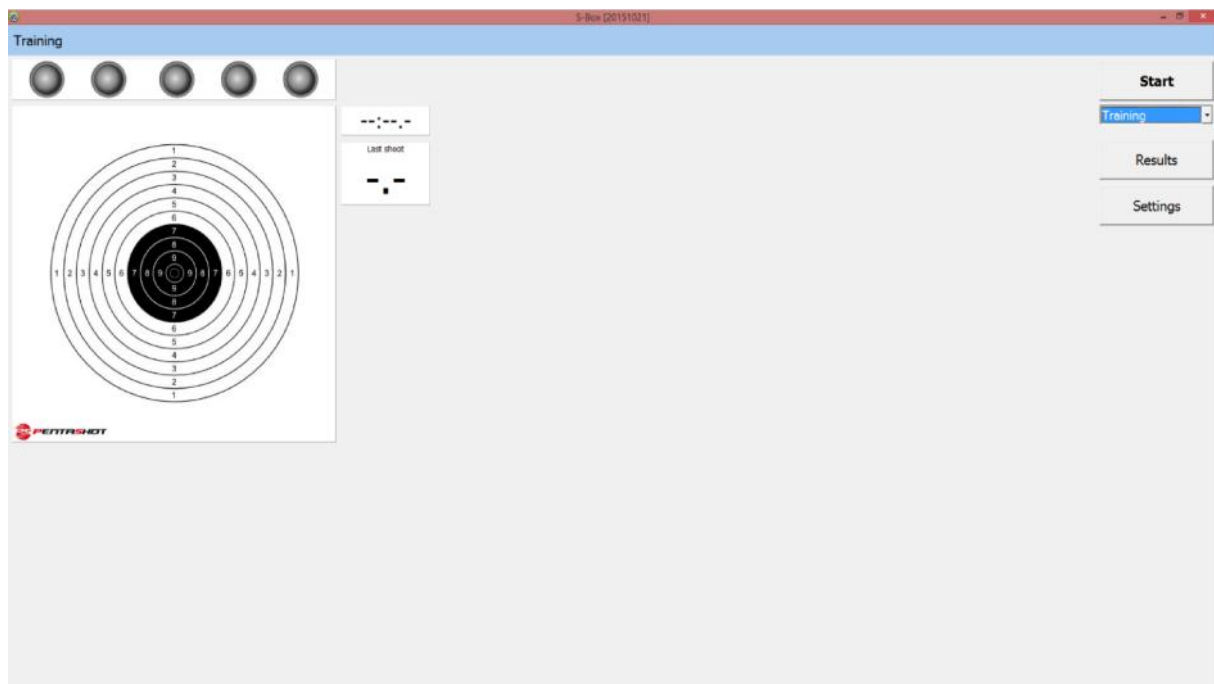 S-Box [20151021]
Training
Start
Training
--:--.-
Last shoot
-.-
Results
Settings
1
2
3
4
5
6
7
8
9
1 2 3 4 5 6 7 8 9 9 8 7 6 5 4 3 2 1
9
8
7
6
5
4
3
2
1
PENTASHOT